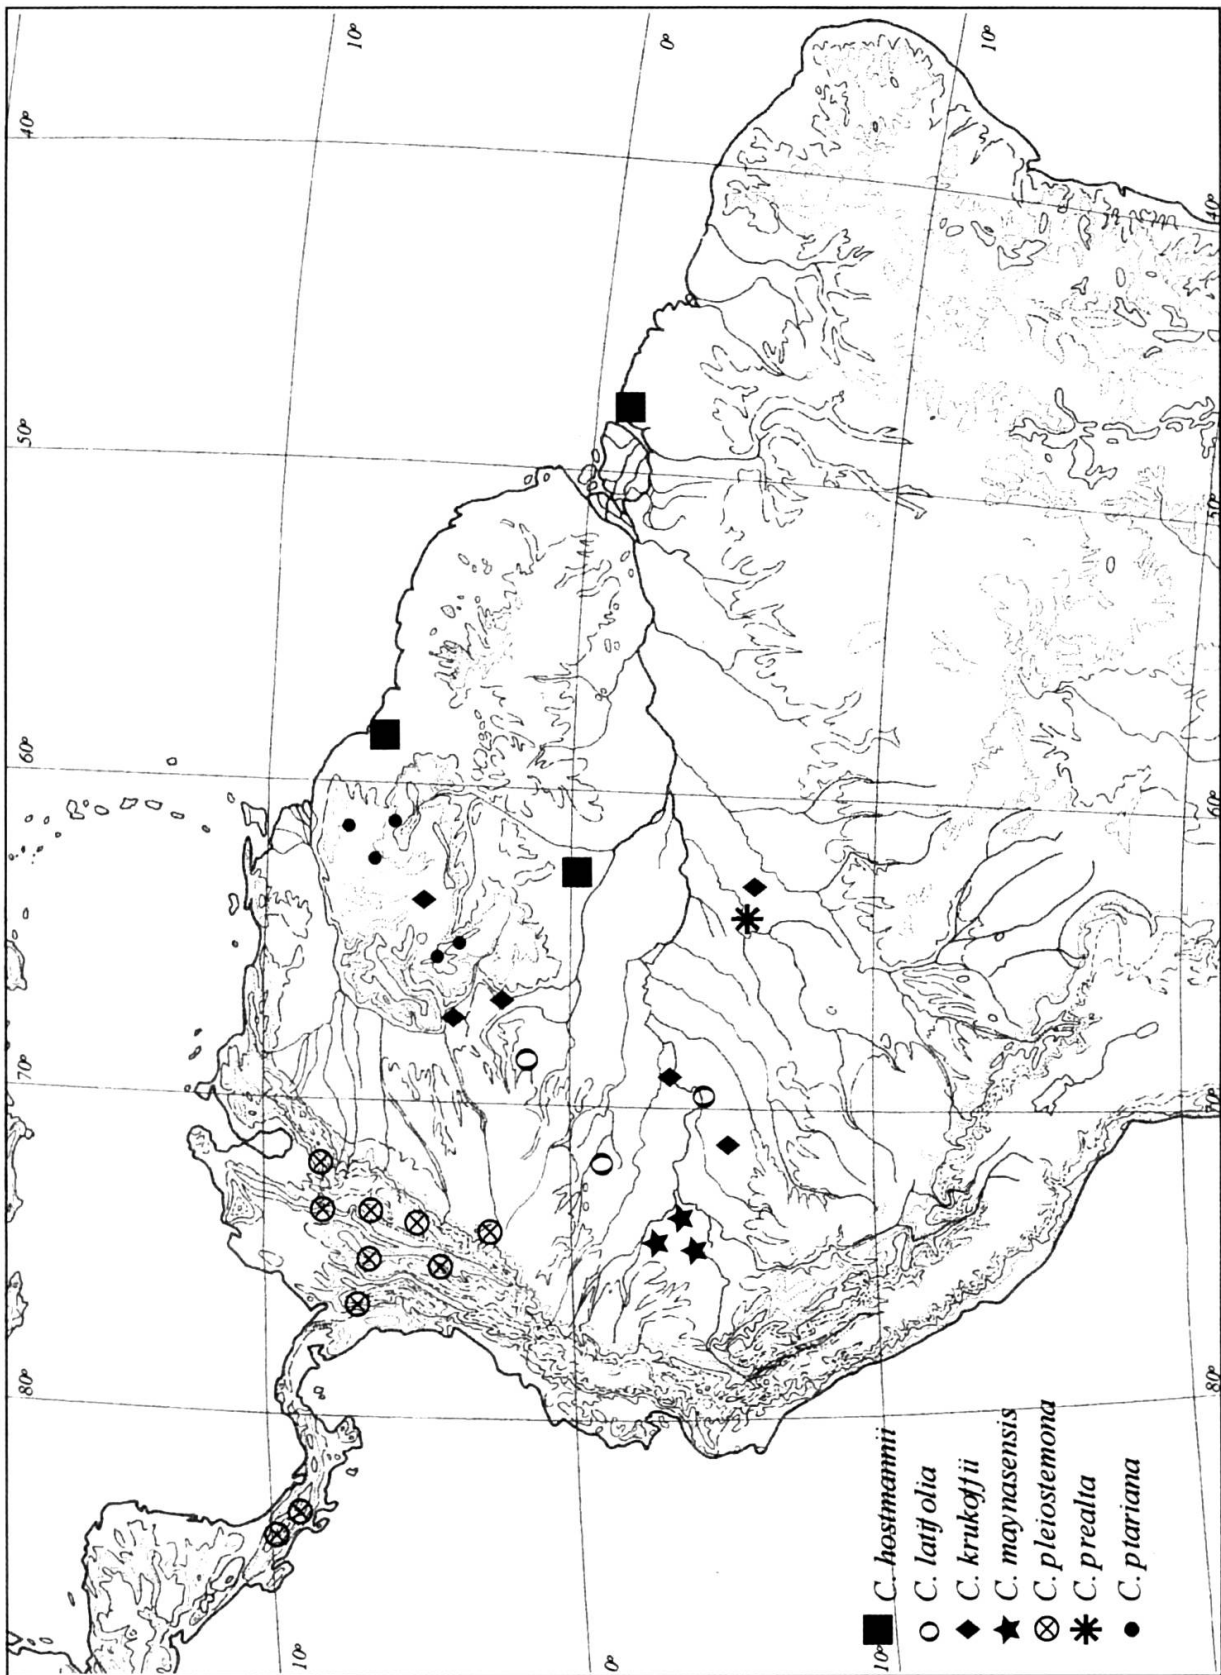 80° 70° 60° 50° 40°
10° 10°
0° 0°
10° 10°
C. hostmannii
C. latifolia
C. krukoffii
C. maynasensis
C. pleiostemona
C. prealta
C. ptariana
80° 70° 60° 50° 40°